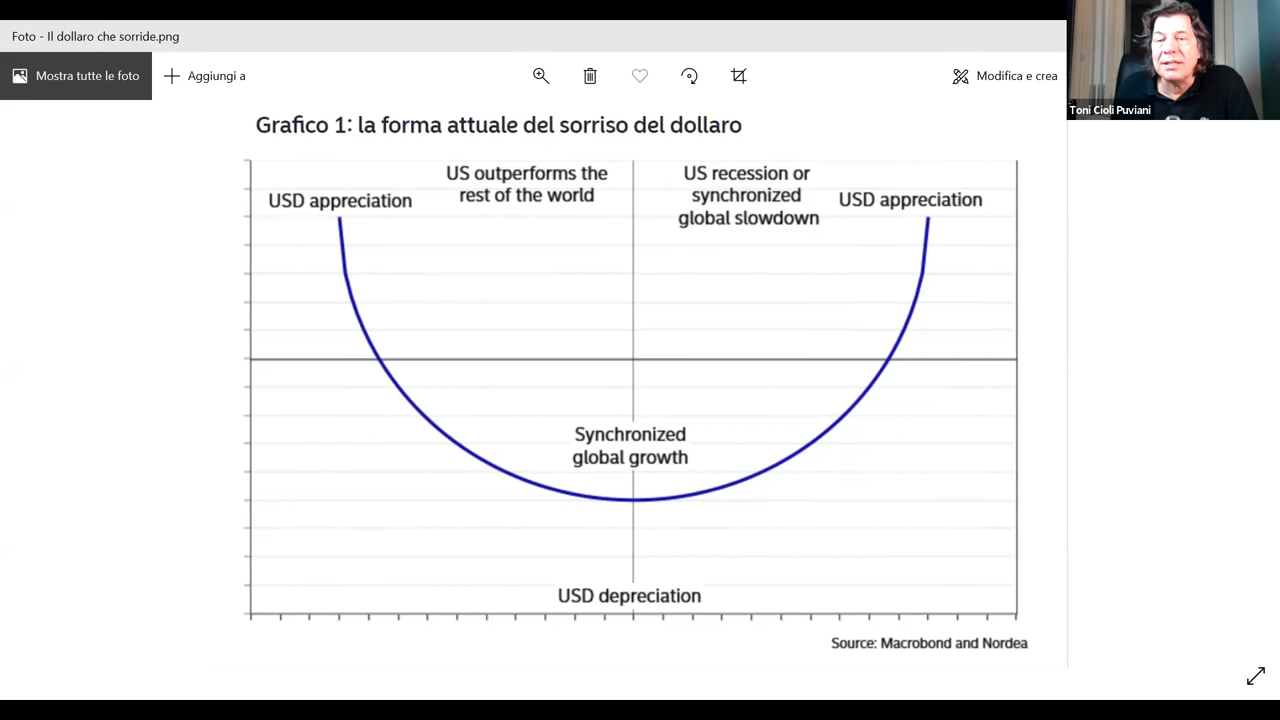 Foto - Il dollaro che sorride.png
Mostra tutte le foto
Aggiungi a
Modifica e crea
Toni Cioli Puviani
Grafico 1: la forma attuale del sorriso del dollaro
USD appreciation
US outperforms the
rest of the world
US recession or
synchronized
global slowdown
USD appreciation
Synchronized
global growth
USD depreciation
Source: Macrobond and Nordea